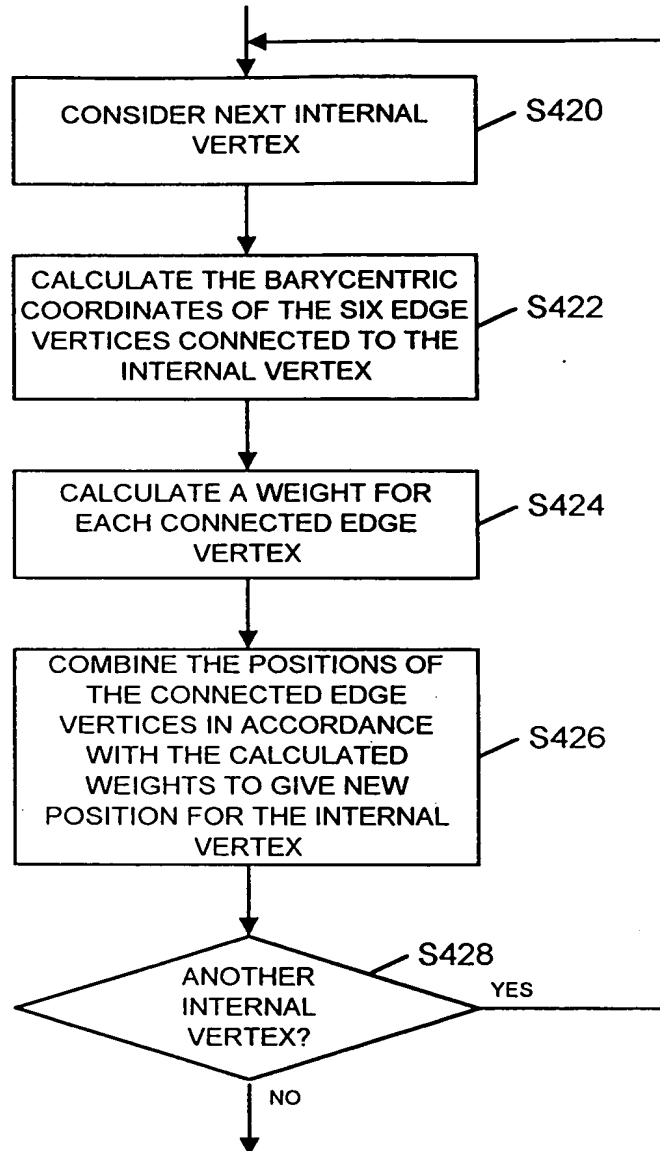 CONSIDER NEXT INTERNAL
VERTEX
S420
CALCULATE THE BARYCENTRIC
COORDINATES OF THE SIX EDGE
VERTICES CONNECTED TO THE
INTERNAL VERTEX
S422
CALCULATE A WEIGHT FOR
EACH CONNECTED EDGE
VERTEX
S424
COMBINE THE POSITIONS OF
THE CONNECTED EDGE
VERTICES IN ACCORDANCE
WITH THE CALCULATED
WEIGHTS TO GIVE NEW
POSITION FOR THE INTERNAL
VERTEX
S426
S428
ANOTHER
INTERNAL
VERTEX?
YES
NO